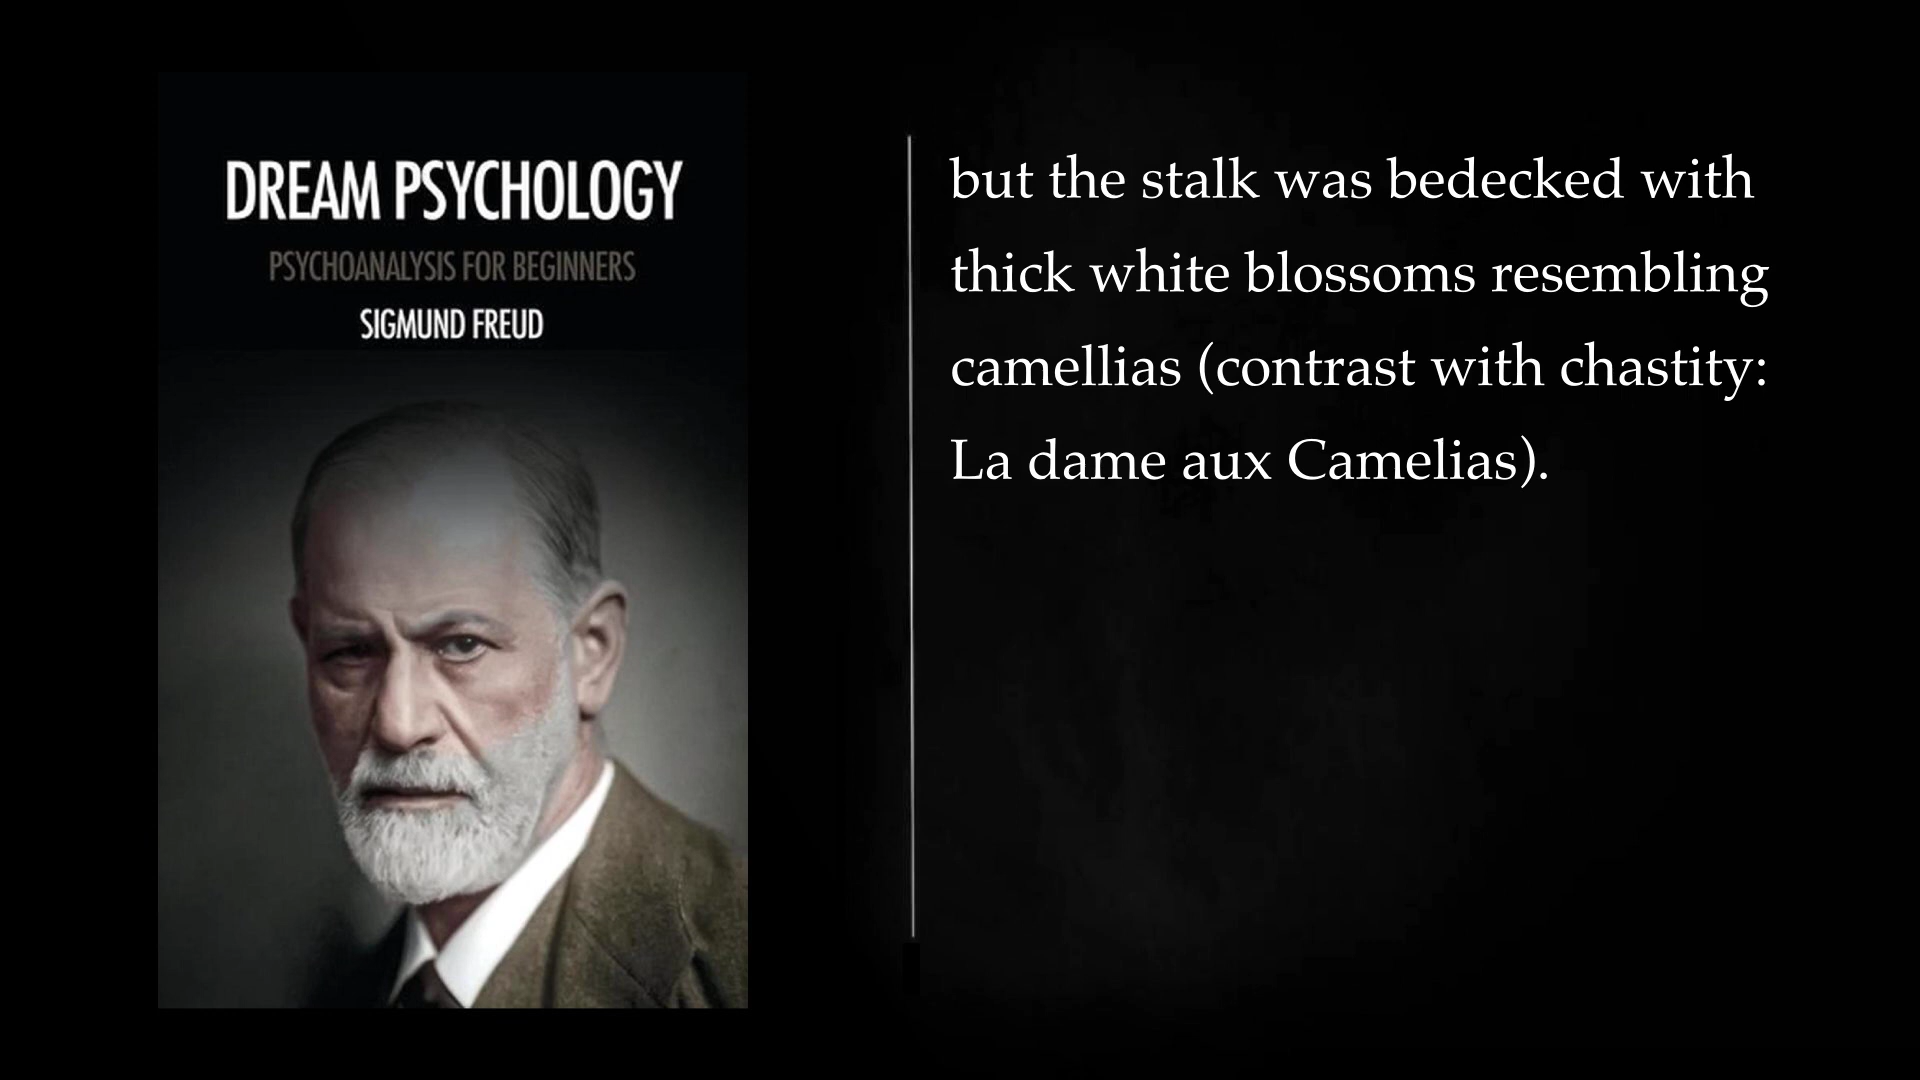 DREAM PSYCHOLOGY
PSYCHOANALYSIS FOR BEGINNERS
SIGMUND FREUD
but the stalk was bedecked with
thick white blossoms resembling
camellias (contrast with chastity:
La dame aux Camelias).